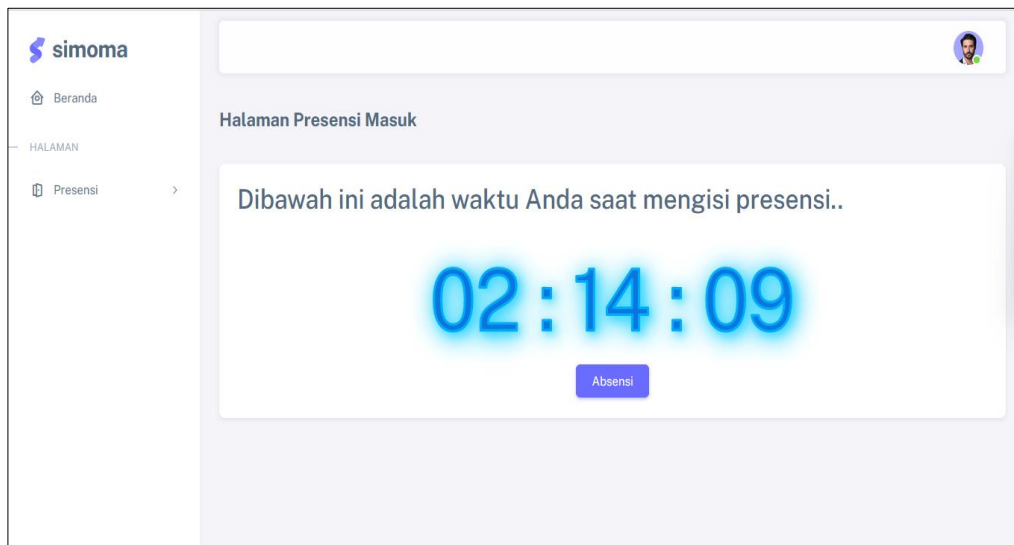 simoma
Beranda
HALAMAN
Presensi
Halaman Presensi Masuk
Dibawah ini adalah waktu Anda saat mengisi presensi..
02 : 14 : 09
Absensi